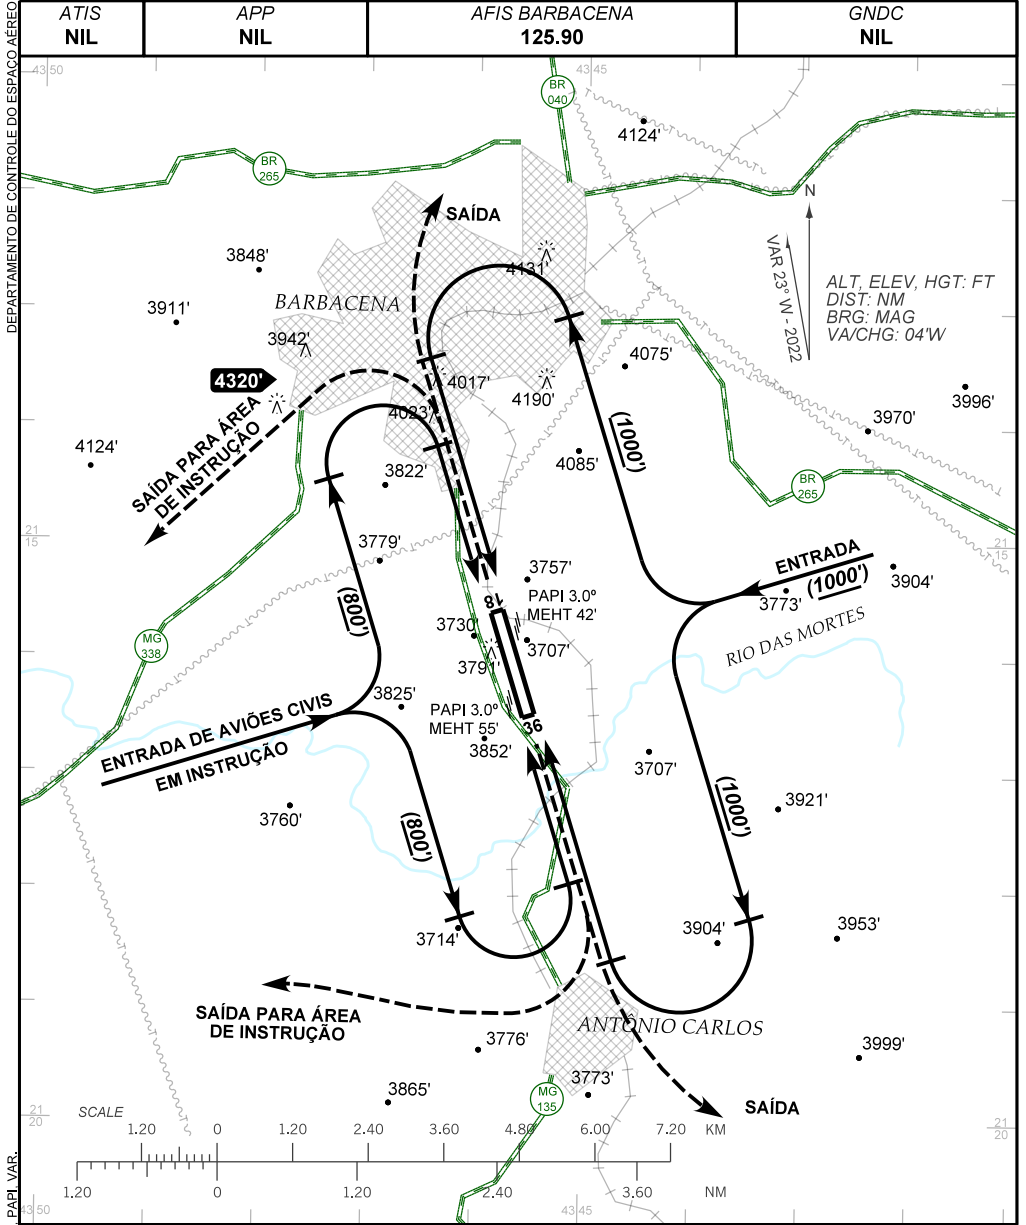 ATIS
NIL
APP
NIL
AFIS BARBACENA
125.90
GNDC
NIL
DEPARTAMENTO DE CONTROLE DO ESPAÇO AÉREO
43 50
43 45
BR
040
4124'
BR
265
SAÍDA
N
VAR 23° W - 2022
3848'
4131'
ALT, ELEV, HGT: FT
DIST: NM
BRG: MAG
VA/CHG: 04'W
3911'
BARBACENA
3942'
4075'
4320'
4017'
4190'
3996'
4023'
3970'
(1000')
SAÍDA PARA ÁREA
DE INSTRUÇÃO
4124'
3822'
4085'
BR
265
21
15
3779'
21
15
ENTRADA
(1000')
3757'
3773'
3904'
PAPI 3.0º
MEHT 42'
18
(800')
3730'
3707'
RIO DAS MORTES
MG
338
3791'
3825'
PAPI 3.0º
MEHT 55'
36
ENTRADA DE AVIÕES CIVIS
EM INSTRUÇÃO
3852'
3707'
3760'
(800')
(1000')
3921'
3714'
3904'
3953'
SAÍDA PARA ÁREA
DE INSTRUÇÃO
ANTÔNIO CARLOS
3776'
3999'
3865'
3773'
MG
135
SAÍDA
21
20
21
20
SCALE
1.20 0 1.20 2.40 3.60 4.80 6.00 7.20 KM
1.20 0 1.20 2.40 3.60 NM
43 50
43 45
PAPI, VAR.